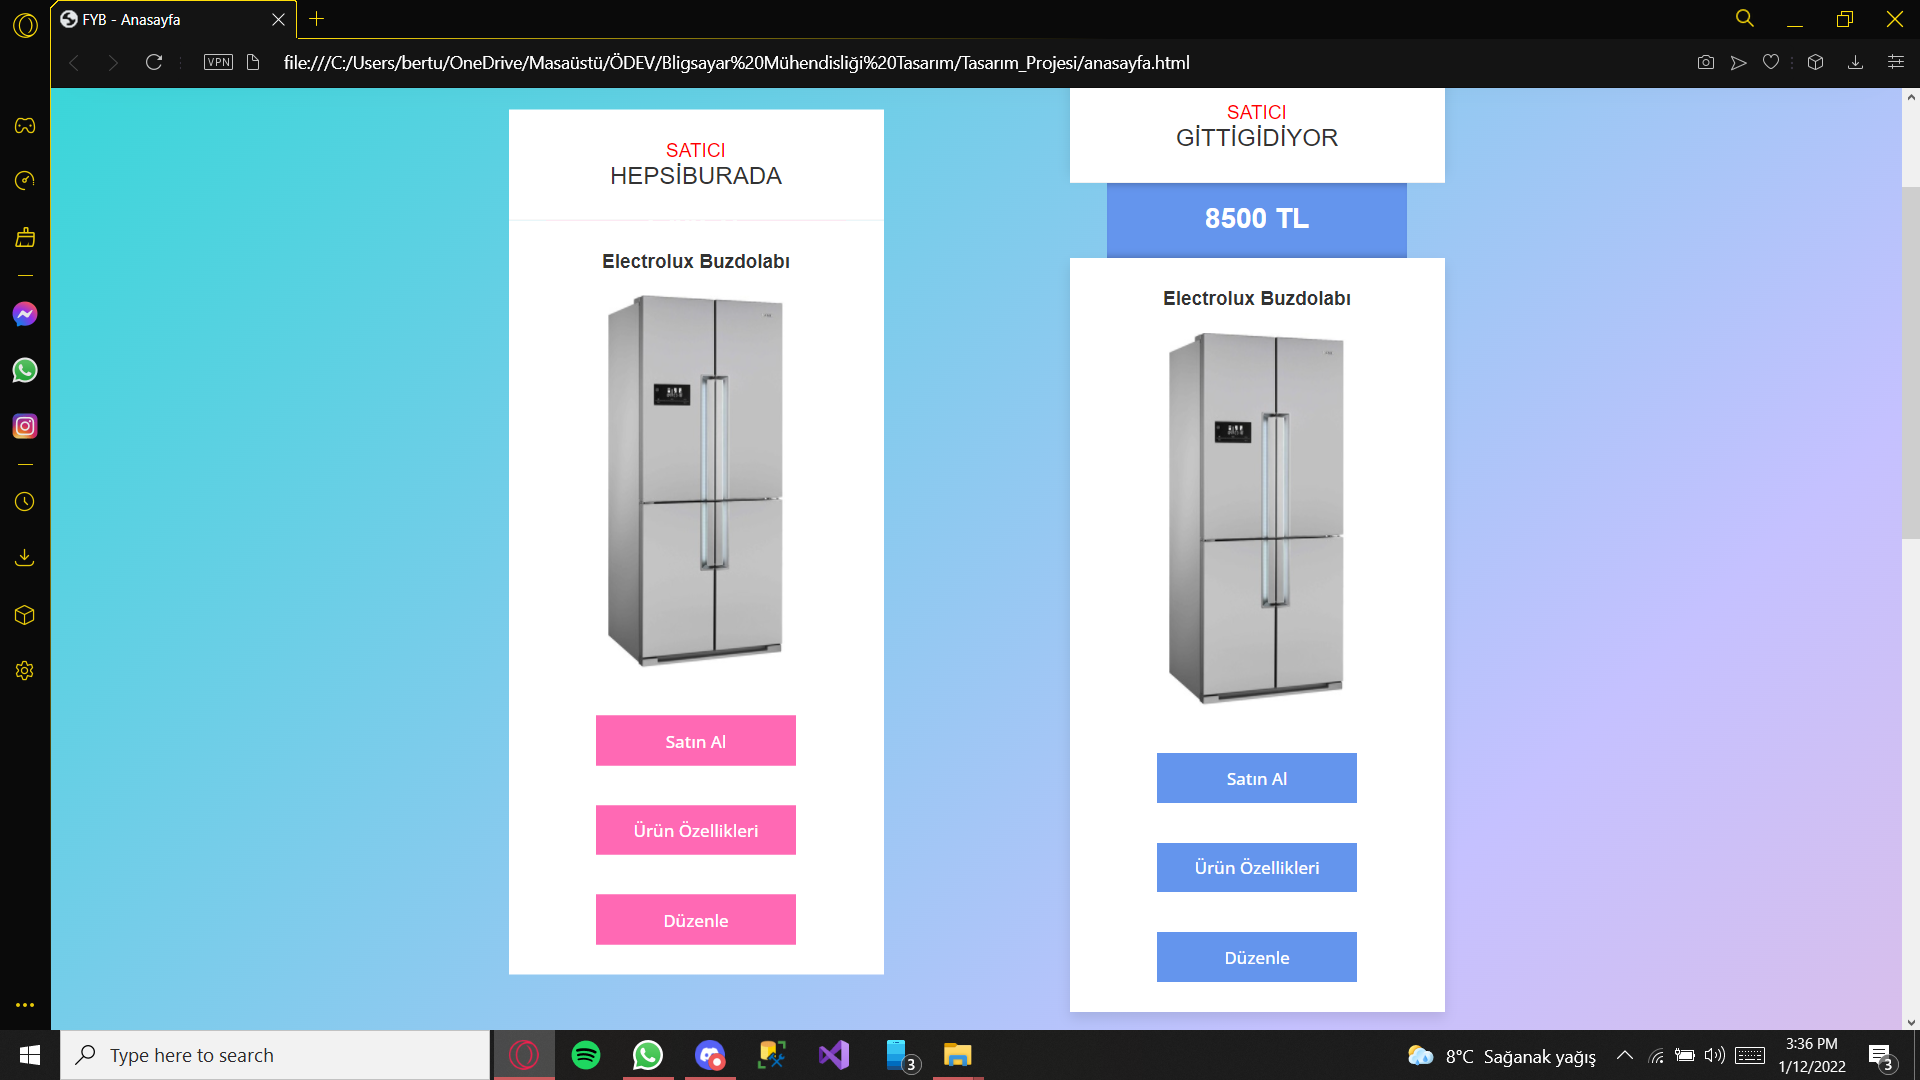 FYB - Anasayfa
VPN
file:///C:/Users/bertu/OneDrive/Masaüstü/ÖDEV/Bligsayar%20Mühendisliği%20Tasarım/Tasarım_Projesi/anasayfa.html
SATICI
HEPSİBURADA
Electrolux Buzdolabı
Satın Al
Ürün Özellikleri
Düzenle
SATICI
GİTTİGİDİYOR
8500 TL
Electrolux Buzdolabı
Satın Al
Ürün Özellikleri
Düzenle
Type here to search
3
8°C Sağanak yağış
3:36 PM
1/12/2022
3